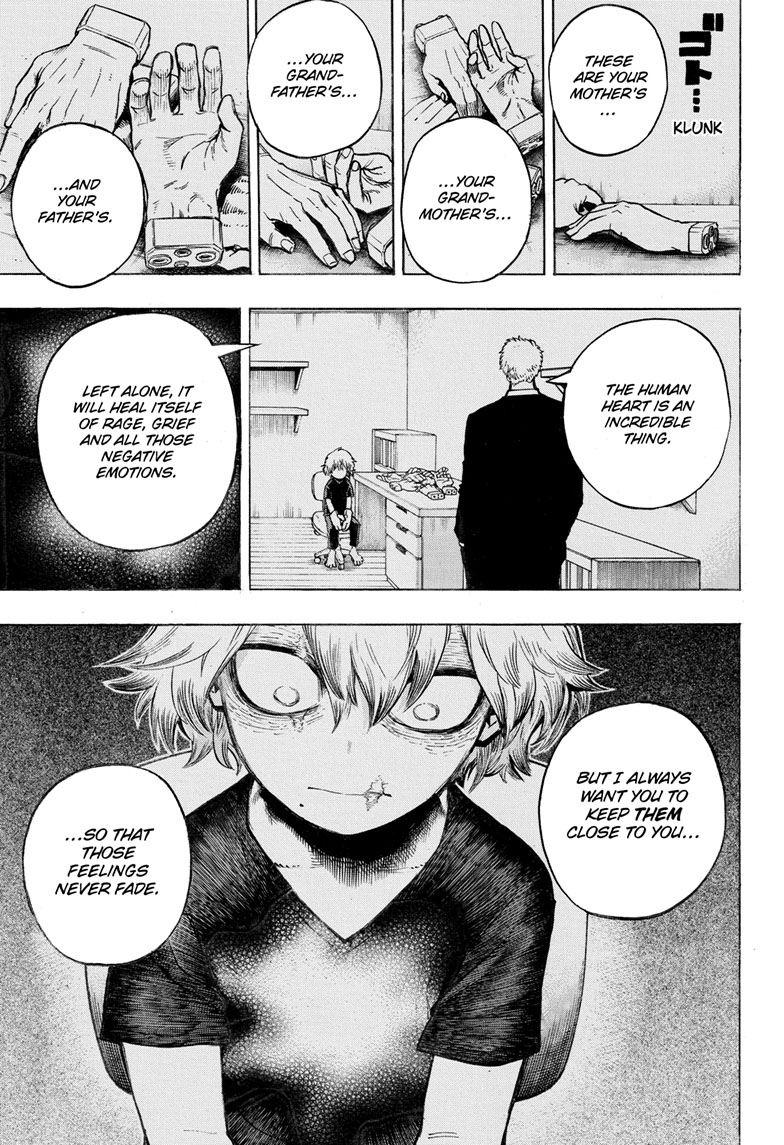 ゴトト…
KLUNK
THESE
ARE YOUR
MOTHER'S
...
...YOUR
GRAND-
MOTHER'S...
...YOUR
GRAND-
FATHER'S...
...AND
YOUR
FATHER'S.
THE HUMAN
HEART IS AN
INCREDIBLE
THING.
LEFT ALONE, IT
WILL HEAL ITSELF
OF RAGE, GRIEF
AND ALL THOSE
NEGATIVE
EMOTIONS.
BUT I ALWAYS
WANT YOU TO
KEEP THEM
CLOSE TO YOU...
...SO THAT
THOSE
FEELINGS
NEVER FADE.